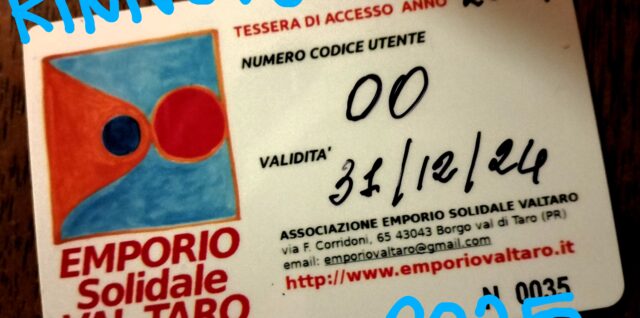 TESSERA DI ACCESSO ANNO
NUMERO CODICE UTENTE
00
VALIDITA'
31/12/24
ASSOCIAZIONE EMPORIO SOLIDALE VALTARO
via F. Corridoni, 65 43043 Borgo val di Taro (PR)
email: emporiovaltaro@gmail.com
http://www.emporiovaltaro.it
N. 0035
EMPORIO
Solidale
VAL TARO
2025